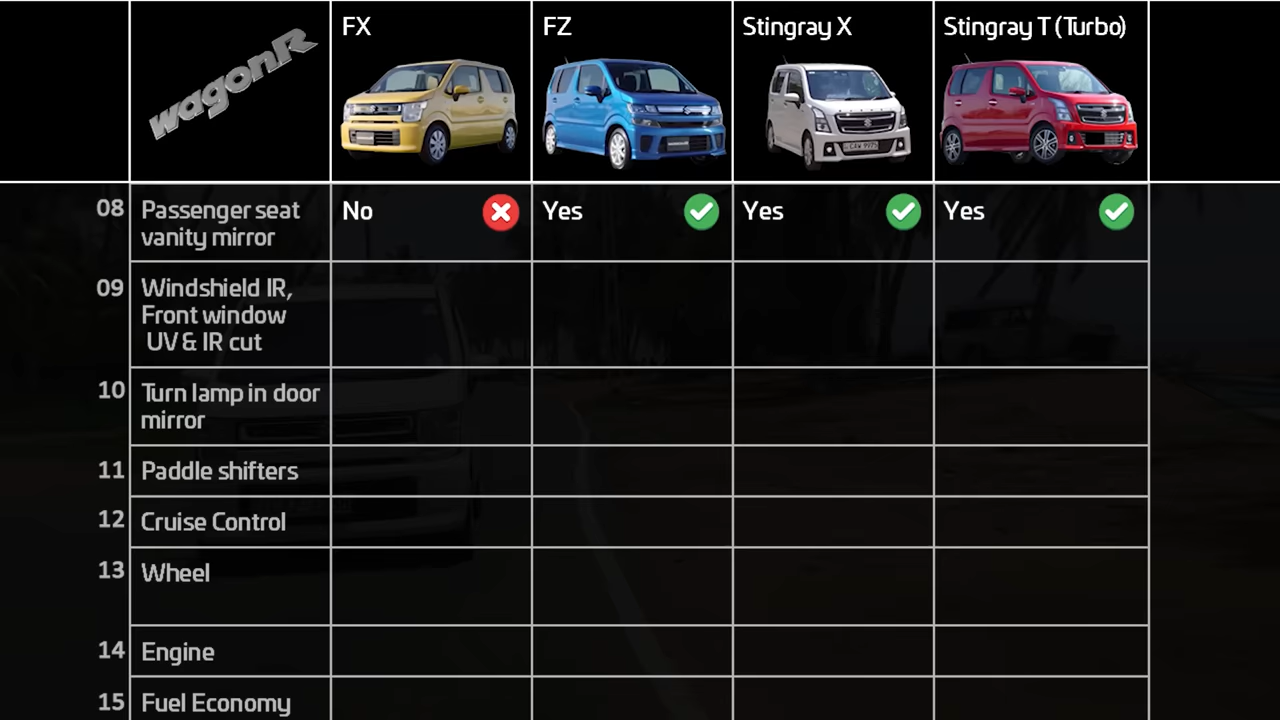 wagonR
FX
FZ
Stingray X
Stingray T (Turbo)
08
Passenger seat
vanity mirror
No
Yes
Yes
Yes
09
Windshield IR,
Front window
UV & IR cut
10
Turn lamp in door
mirror
11
Paddle shifters
12
Cruise Control
13
Wheel
14
Engine
15
Fuel Economy